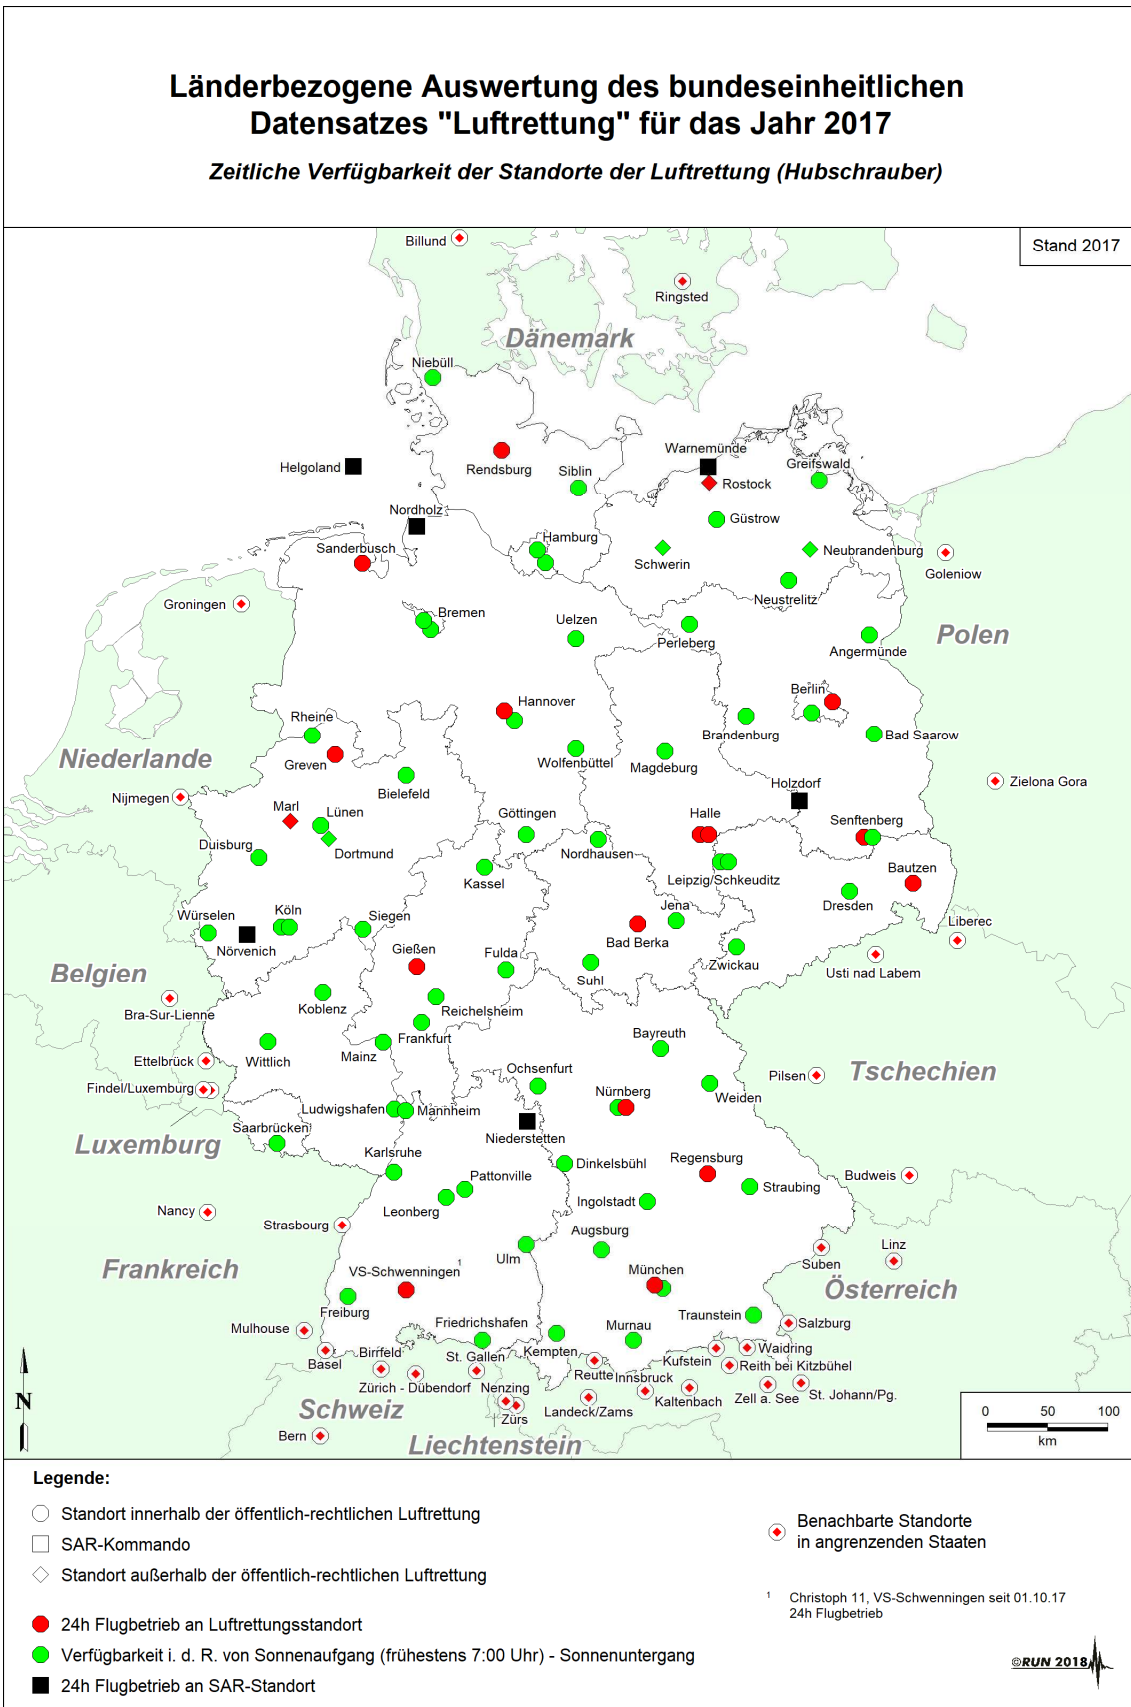 Länderbezogene Auswertung des bundeseinheitlichen
Datensatzes "Luftrettung" für das Jahr 2017
Zeitliche Verfügbarkeit der Standorte der Luftrettung (Hubschrauber)
Stand 2017
Billund
Ringsted
Dänemark
Niebüll
Rendsburg
Siblin
Warnemünde
Greifswald
Helgoland
Rostock
Nordholz
Güstrow
Sanderbusch
Hamburg
Schwerin
Neubrandenburg
Goleniow
Neustrelitz
Groningen
Bremen
Uelzen
Perleberg
Angermünde
Polen
Berlin
Hannover
Rheine
Brandenburg
Bad Saarow
Niederlande
Greven
Wolfenbüttel
Magdeburg
Holzdorf
Zielona Gora
Bielefeld
Nijmegen
Marl
Lünen
Göttingen
Halle
Senftenberg
Duisburg
Dortmund
Nordhausen
Leipzig/Schkeuditz
Bautzen
Kassel
Dresden
Würselen
Köln
Siegen
Jena
Liberec
Nörvenich
Gießen
Fulda
Bad Berka
Zwickau
Usti nad Labem
Belgien
Suhl
Bra-Sur-Lienne
Koblenz
Reichelsheim
Frankfurt
Bayreuth
Ettelbrück
Wittlich
Mainz
Ochsenfurt
Pilsen
Tschechien
Findel/Luxemburg
Nürnberg
Weiden
Ludwigshafen
Mannheim
Saarbrücken
Niederstetten
Luxemburg
Karlsruhe
Pattonville
Dinkelsbühl
Regensburg
Budweis
Straubing
Nancy
Leonberg
Ingolstadt
Strasbourg
Augsburg
Ulm
Linz
Suben
Frankreich
VS-Schwenningen 1
München
Österreich
Freiburg
Friedrichshafen
Traunstein
Salzburg
Mulhouse
Murnau
Kempten
Waidring
Basel
Birrfeld
St. Gallen
Kufstein
Reith bei Kitzbühel
Reutte
Innsbruck
Zürich - Dübendorf
Nenzing
St. Johann/Pg.
Zell a. See
Kaltenbach
Landeck/Zams
Zürs
Schweiz
Bern
Liechtenstein
N
0 50 100
km
Legende:
Standort innerhalb der öffentlich-rechtlichen Luftrettung
SAR-Kommando
Standort außerhalb der öffentlich-rechtlichen Luftrettung
24h Flugbetrieb an Luftrettungsstandort
Verfügbarkeit i. d. R. von Sonnenaufgang (frühestens 7:00 Uhr) - Sonnenuntergang
24h Flugbetrieb an SAR-Standort
Benachbarte Standorte
in angrenzenden Staaten
1 Christoph 11, VS-Schwenningen seit 01.10.17
24h Flugbetrieb
©RUN 2018